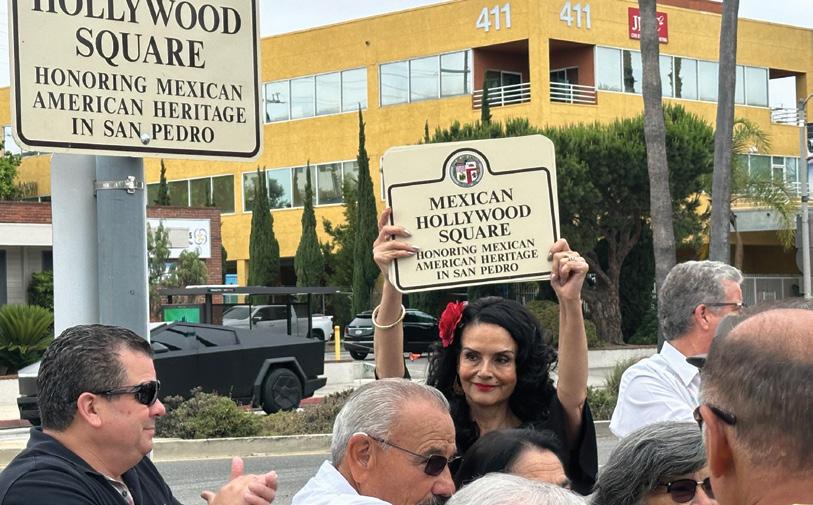 HOLLYWOOD
SQUARE
HONORING MEXICAN
AMERICAN HERITAGE
IN SAN PEDRO
411
411
MEXICAN
HOLLYWOOD
SQUARE
HONORING MEXICAN
AMERICAN HERITAGE
IN SAN PEDRO